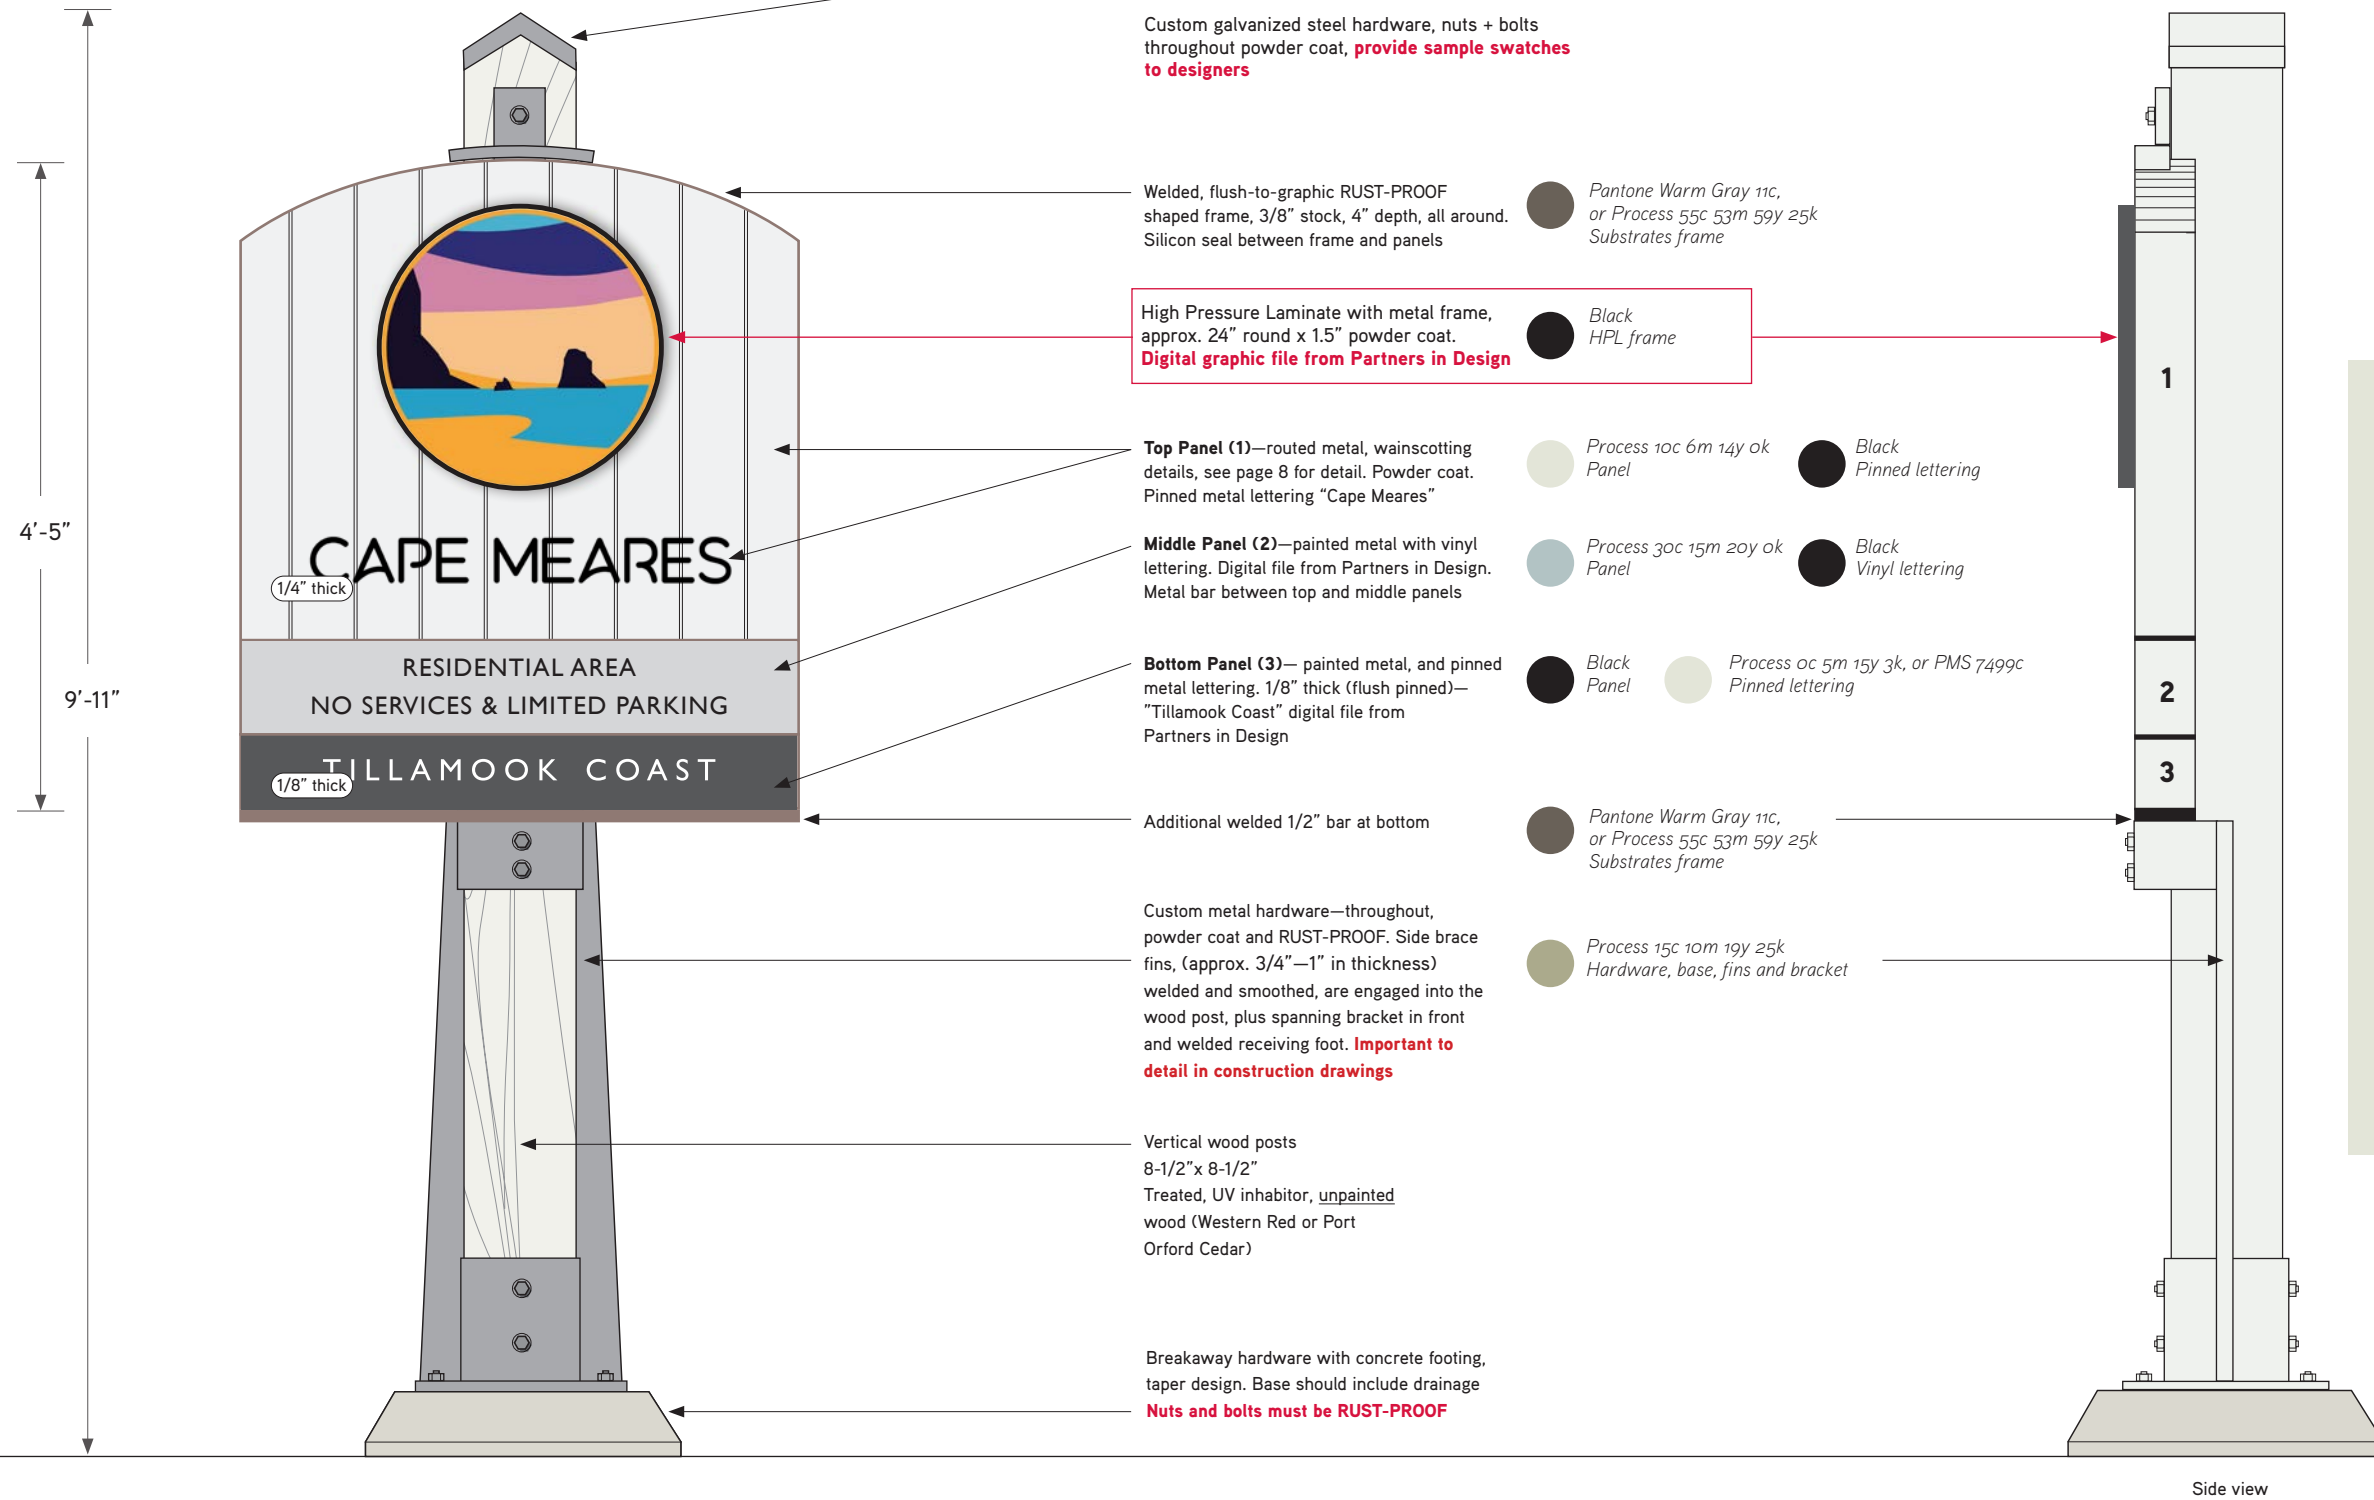 Custom galvanized steel hardware, nuts + bolts
throughout powder coat, provide sample swatches
to designers
Welded, flush-to-graphic RUST-PROOF
shaped frame, 3/8” stock, 4” depth, all around.
Silicon seal between frame and panels
Pantone Warm Gray 11c,
or Process 55c 53m 59y 25k
Substrates frame
High Pressure Laminate with metal frame,
approx. 24” round x 1.5” powder coat.
Digital graphic file from Partners in Design
Black
HPL frame
1
Top Panel (1)—routed metal, wainscotting
details, see page 8 for detail. Powder coat.
Pinned metal lettering “Cape Meares”
Process 10c 6m 14y 0k
Panel
Black
Pinned lettering
4’-5”
CAPE MEARES
1/4” thick
Middle Panel (2)—painted metal with vinyl
lettering. Digital file from Partners in Design.
Metal bar between top and middle panels
Process 30c 15m 20y 0k
Panel
Black
Vinyl lettering
RESIDENTIAL AREA
NO SERVICES & LIMITED PARKING
9’-11”
Bottom Panel (3)— painted metal, and pinned
metal lettering. 1/8” thick (flush pinned)—
”Tillamook Coast” digital file from
Partners in Design
Black
Panel
Process 0c 5m 15y 3k, or PMS 7499c
Pinned lettering
2
TILLAMOOK COAST
1/8” thick
3
Additional welded 1/2” bar at bottom
Pantone Warm Gray 11c,
or Process 55c 53m 59y 25k
Substrates frame
Custom metal hardware—throughout,
powder coat and RUST-PROOF. Side brace
fins, (approx. 3/4”—1” in thickness)
welded and smoothed, are engaged into the
wood post, plus spanning bracket in front
and welded receiving foot. Important to
detail in construction drawings
Process 15c 10m 19y 25k
Hardware, base, fins and bracket
Vertical wood posts
8-1/2”x 8-1/2”
Treated, UV inhabitor, unpainted
wood (Western Red or Port
Orford Cedar)
Breakaway hardware with concrete footing,
taper design. Base should include drainage
Nuts and bolts must be RUST-PROOF
Side view